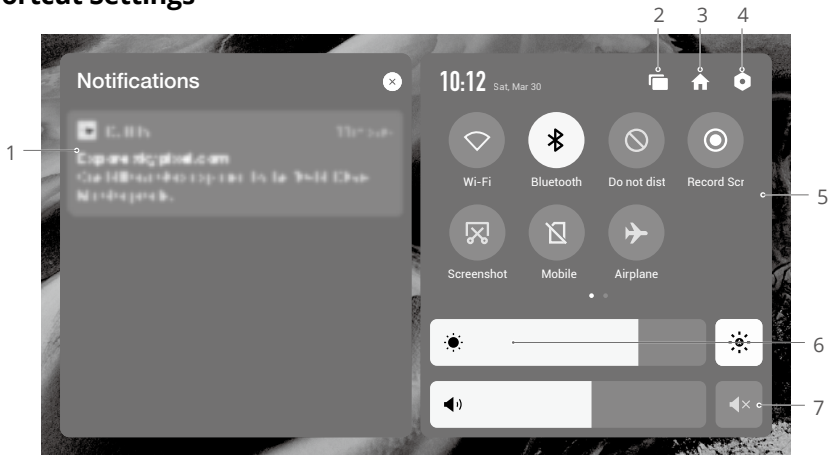 ortcut Settings
2 3 4
Notifications
10:12 Sat, Mar 30
1
Wi-Fi Bluetooth Do not dist Record Scr
5
Screenshot Mobile Airplane
6
7